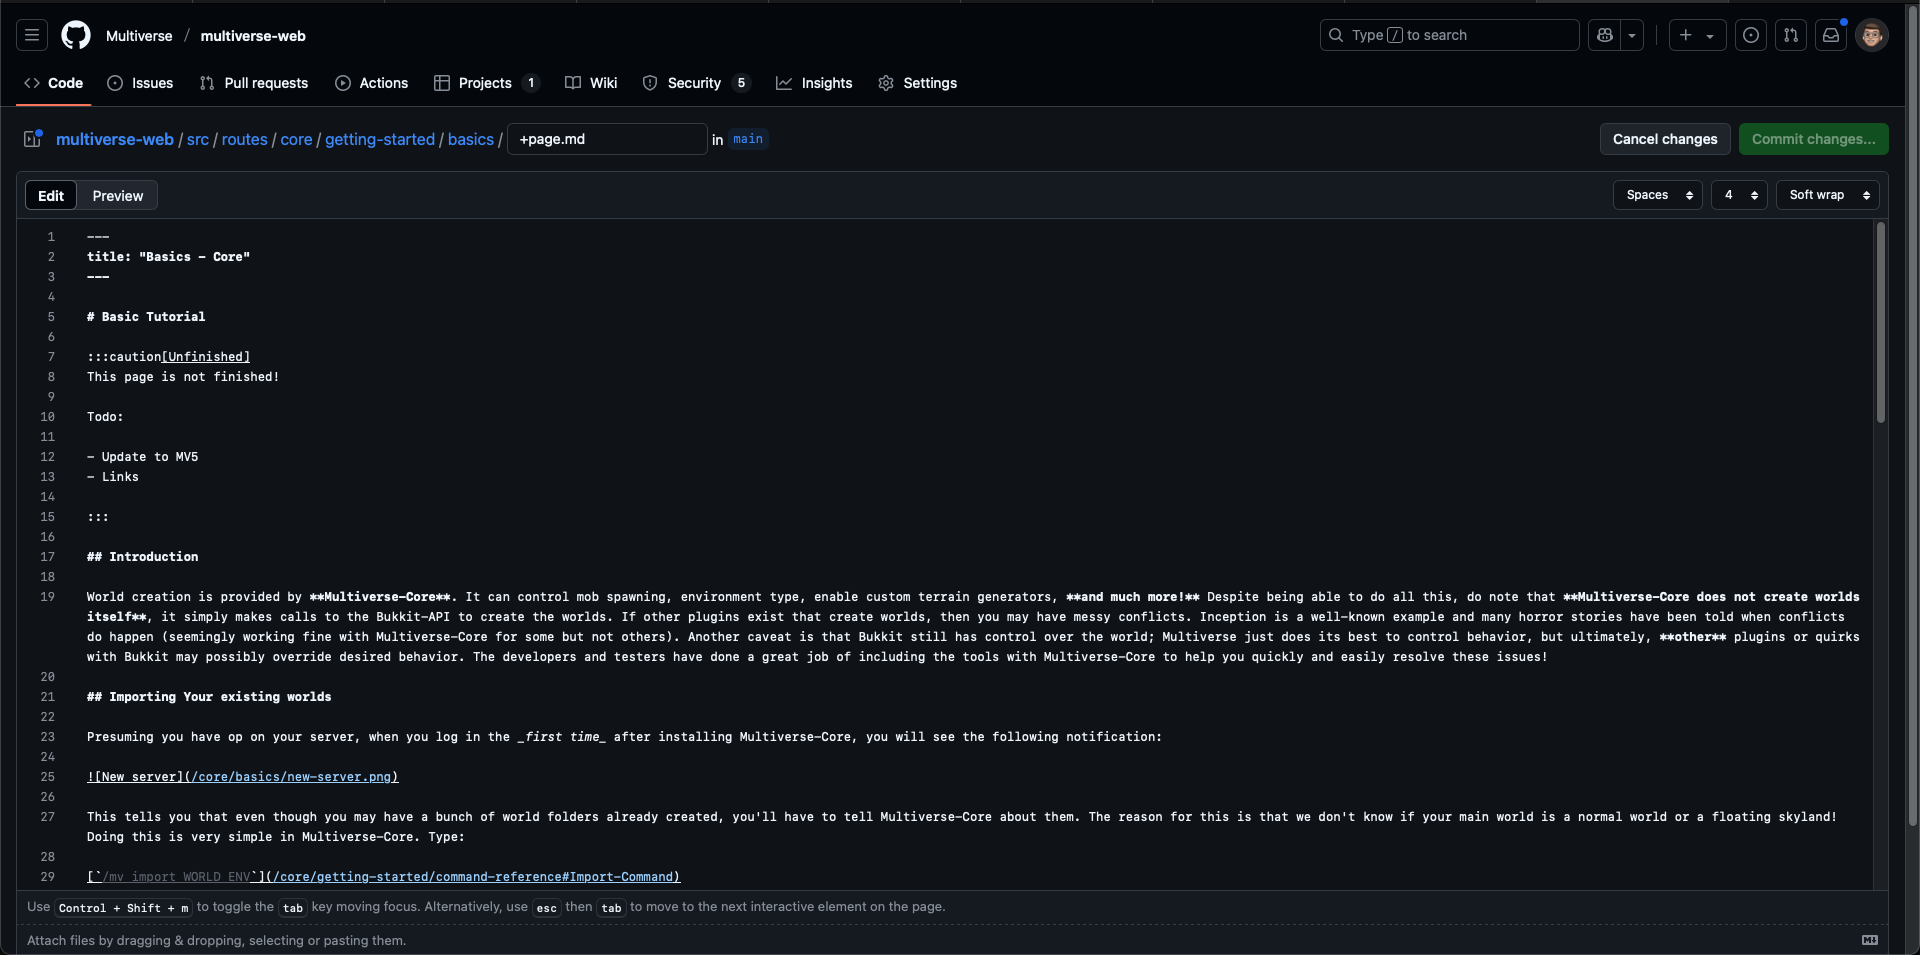 Multiverse / multiverse-web
Type / to search
Code
Issues
Pull requests
Actions
Projects 1
Wiki
Security 5
Insights
Settings
multiverse-web / src / routes / core / getting-started / basics / +page.md in main
Cancel changes
Commit changes...
Edit
Preview
Spaces
4
Soft wrap
1 ---
2 title: "Basics - Core"
3 ---
4
5 # Basic Tutorial
6
7 :::caution[Unfinished]
8 This page is not finished!
9
10 Todo:
11
12 - Update to MV5
13 - Links
14
15 :::
16
17 ## Introduction
18
19 World creation is provided by **Multiverse-Core**. It can control mob spawning, environment type, enable custom terrain generators, **and much more!** Despite being able to do all this, do note that **Multiverse-Core does not create worlds
itself**, it simply makes calls to the Bukkit-API to create the worlds. If other plugins exist that create worlds, then you may have messy conflicts. Inception is a well-known example and many horror stories have been told when conflicts
do happen (seemingly working fine with Multiverse-Core for some but not others). Another caveat is that Bukkit still has control over the world; Multiverse just does its best to control behavior, but ultimately, **other** plugins or quirks
with Bukkit may possibly override desired behavior. The developers and testers have done a great job of including the tools with Multiverse-Core to help you quickly and easily resolve these issues!
20
21 ## Importing Your existing worlds
22
23 Presuming you have op on your server, when you log in the _first time_ after installing Multiverse-Core, you will see the following notification:
24
25 ![New server](/core/basics/new-server.png)
26
27 This tells you that even though you may have a bunch of world folders already created, you'll have to tell Multiverse-Core about them. The reason for this is that we don't know if your main world is a normal world or a floating skyland!
Doing this is very simple in Multiverse-Core. Type:
28
29 [`/mv import WORLD ENV`](/core/getting-started/command-reference#Import-Command)
Use Control + Shift + m to toggle the tab key moving focus. Alternatively, use esc then tab to move to the next interactive element on the page.
Attach files by dragging & dropping, selecting or pasting them.